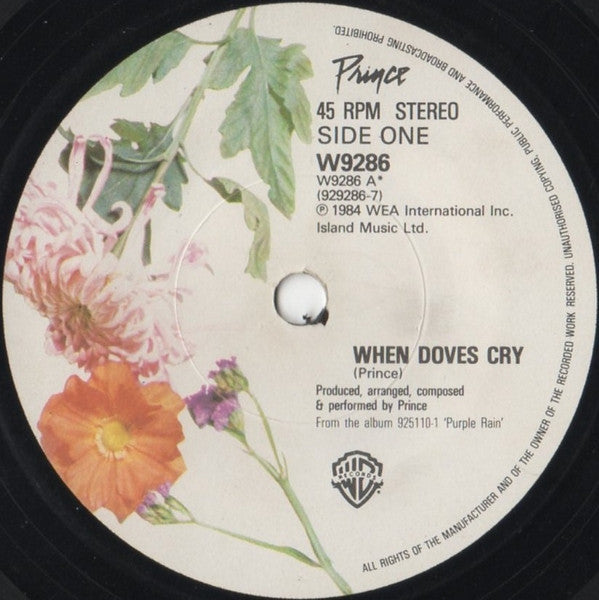 Prince
45 RPM STEREO
SIDE ONE
W9286
W9286 A*
(929286-7)
℗ 1984 WEA International Inc.
Island Music Ltd.
WHEN DOVES CRY
(Prince)
Produced, arranged, composed
& performed by Prince
From the album 925110-1 'Purple Rain'
WB
RECORDS
ALL RIGHTS OF THE MANUFACTURER AND OF THE OWNER OF THE RECORDED WORK RESERVED. UNAUTHORISED COPYING, PUBLIC PERFORMANCE AND BROADCASTING PROHIBITED.